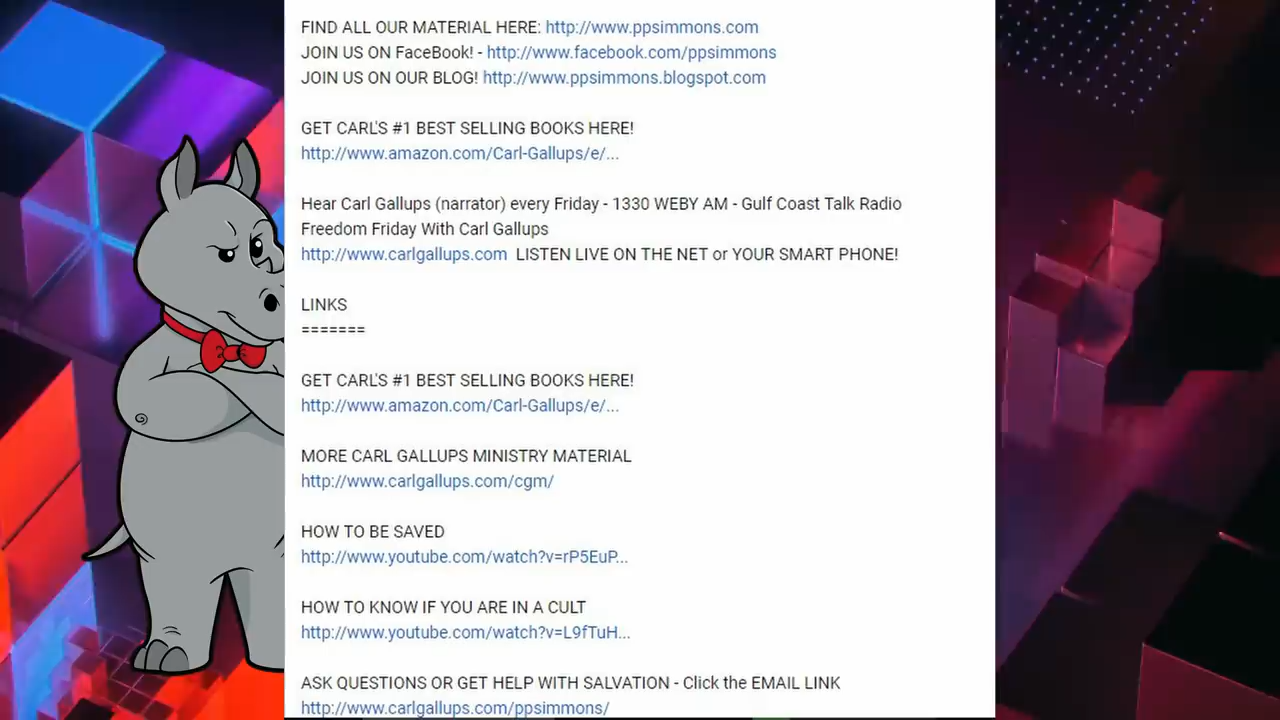 FIND ALL OUR MATERIAL HERE: http://www.ppsimmons.com
JOIN US ON FaceBook! - http://www.facebook.com/ppsimmons
JOIN US ON OUR BLOG! http://www.ppsimmons.blogspot.com
GET CARL'S #1 BEST SELLING BOOKS HERE!
http://www.amazon.com/Carl-Gallups/e/...
Hear Carl Gallups (narrator) every Friday - 1330 WEBY AM - Gulf Coast Talk Radio
Freedom Friday With Carl Gallups
http://www.carlgallups.com  LISTEN LIVE ON THE NET or YOUR SMART PHONE!
LINKS
=======
GET CARL'S #1 BEST SELLING BOOKS HERE!
http://www.amazon.com/Carl-Gallups/e/...
MORE CARL GALLUPS MINISTRY MATERIAL
http://www.carlgallups.com/cgm/
HOW TO BE SAVED
http://www.youtube.com/watch?v=rP5EuP...
HOW TO KNOW IF YOU ARE IN A CULT
http://www.youtube.com/watch?v=L9fTuH...
ASK QUESTIONS OR GET HELP WITH SALVATION - Click the EMAIL LINK
http://www.carlgallups.com/ppsimmons/